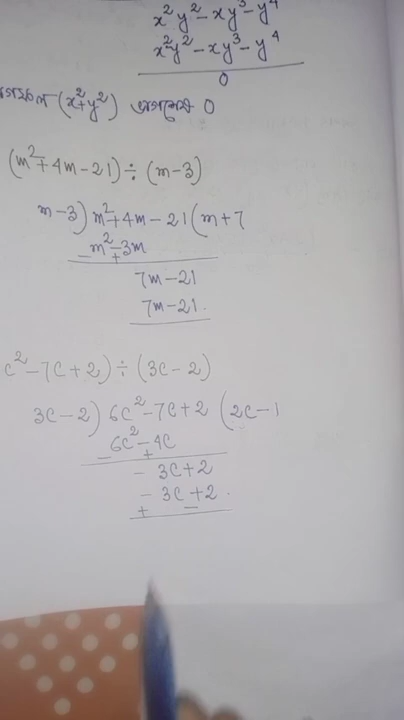 x²y² - xy³ - y⁴
x²y² - xy³ - y⁴
0
(x²+y²) 0
(m²+4m-21) ÷ (m-3)
m-3) m²+4m-21 (m+7
m²-3m
- +
7m-21
7m-21
c²-7c+2) ÷ (3c-2)
3c-2) 6c²-7c+2 (2c-1
6c²-4c
- +
-3c+2
-3c+2
+ -